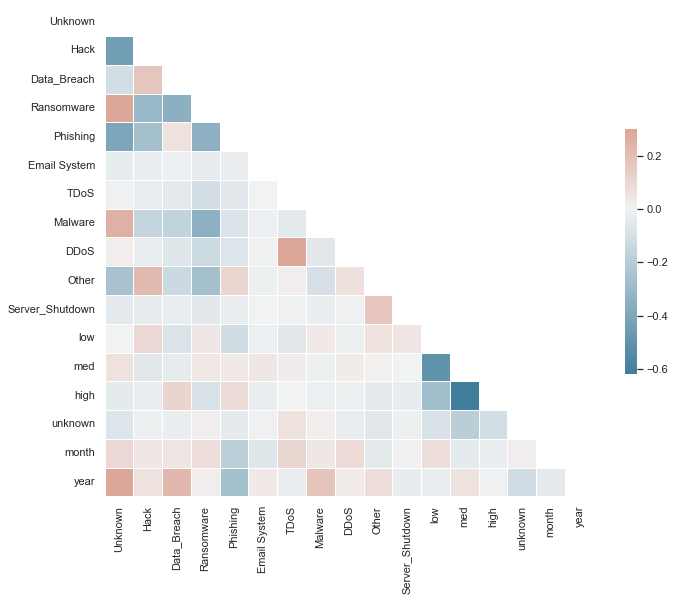 Unknown
Hack
Data_Breach
Ransomware
Phishing
Email System
TDoS
Malware
DDoS
Other
Server_Shutdown
low
med
high
unknown
month
year
0.2
0.0
−0.2
−0.4
−0.6
Unknown
Hack
Data_Breach
Ransomware
Phishing
Email System
TDoS
Malware
DDoS
Other
Server_Shutdown
low
med
high
unknown
month
year